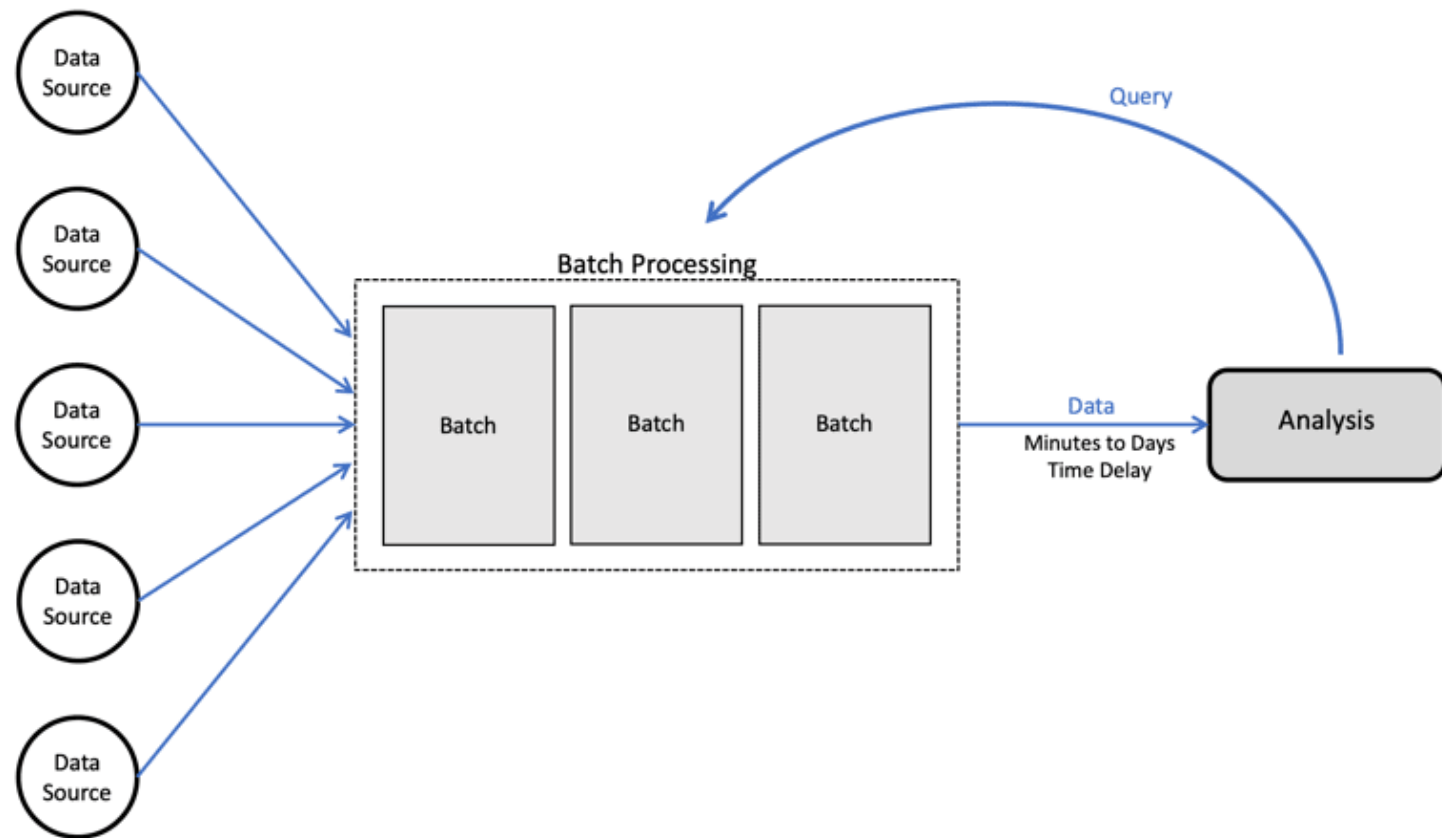 Data
Source
Data
Source
Data
Source
Data
Source
Data
Source
Query
Batch Processing
Batch
Batch
Batch
Data
Minutes to Days
Time Delay
Analysis